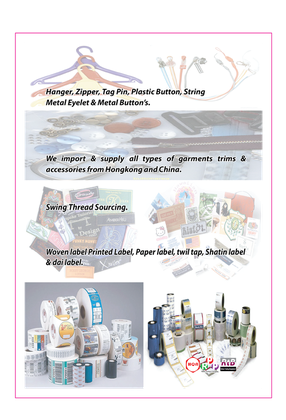 Hanger, Zipper, Tag Pin, Plastic Button, String
Metal Eyelet & Metal Button's.
We import & supply all types of garments trims &
accessories from Hongkong and China.
Swing Thread Sourcing.
Woven label Printed Label, Paper label, twil tap, Shatin label
& dai label.